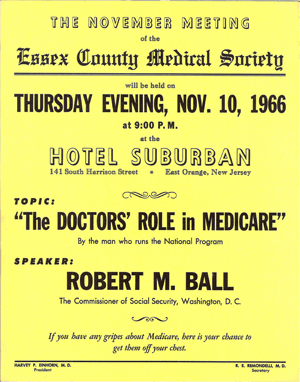 THE NOVEMBER MEETING
of the
Essex County Medical Society
will be held on
THURSDAY EVENING, NOV. 10, 1966
at 9:00 P.M.
at the
HOTEL SUBURBAN
141 South Harrison Street • East Orange, New Jersey
TOPIC:
"The DOCTORS' ROLE in MEDICARE"
By the man who runs the National Program
SPEAKER:
ROBERT M. BALL
The Commissioner of Social Security, Washington, D. C.
If you have any gripes about Medicare, here is your chance to
get them off your chest.
HARVEY P. EINHORN, M. D. R. E. REMONDELLI, M. D.
President Secretary